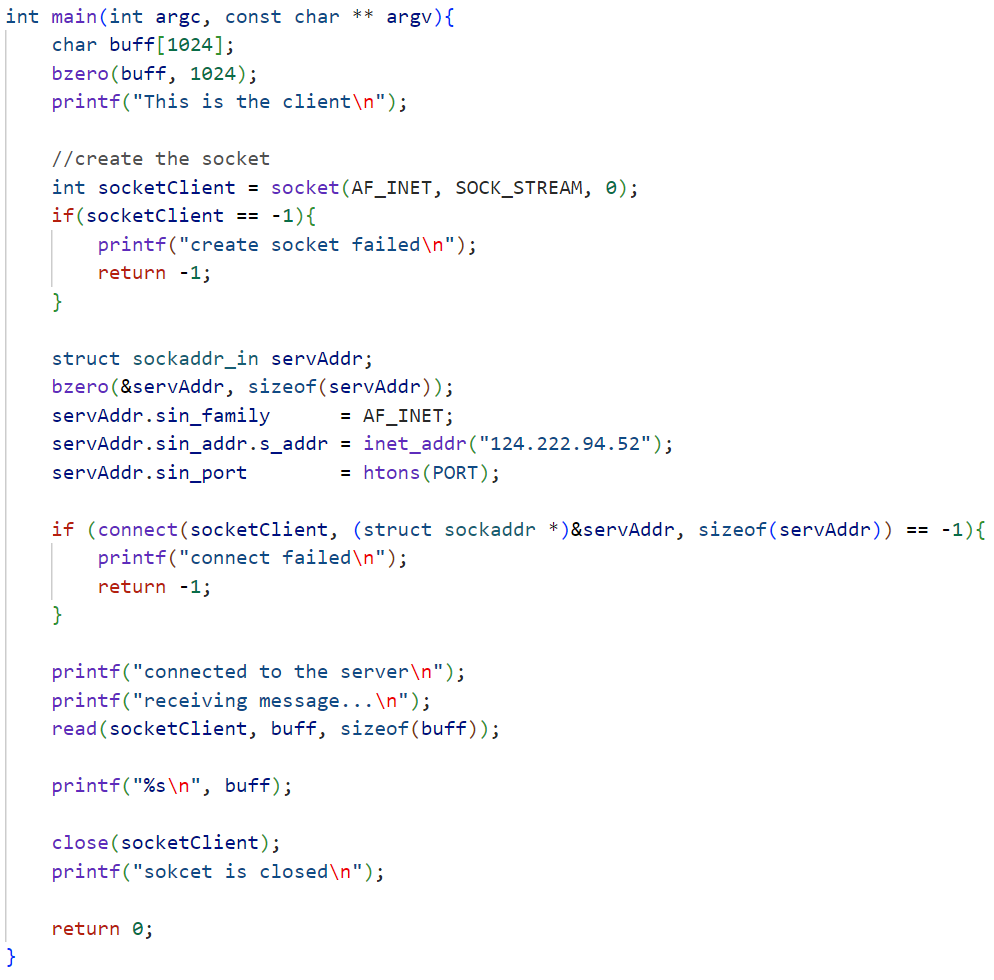 int main(int argc, const char ** argv){
    char buff[1024];
    bzero(buff, 1024);
    printf("This is the client\n");

    //create the socket
    int socketClient = socket(AF_INET, SOCK_STREAM, 0);
    if(socketClient == -1){
        printf("create socket failed\n");
        return -1;
    }

    struct sockaddr_in servAddr;
    bzero(&servAddr, sizeof(servAddr));
    servAddr.sin_family      = AF_INET;
    servAddr.sin_addr.s_addr = inet_addr("124.222.94.52");
    servAddr.sin_port        = htons(PORT);

    if (connect(socketClient, (struct sockaddr *)&servAddr, sizeof(servAddr)) == -1){
        printf("connect failed\n");
        return -1;
    }

    printf("connected to the server\n");
    printf("receiving message...\n");
    read(socketClient, buff, sizeof(buff));

    printf("%s\n", buff);

    close(socketClient);
    printf("sokcet is closed\n");

    return 0;
}